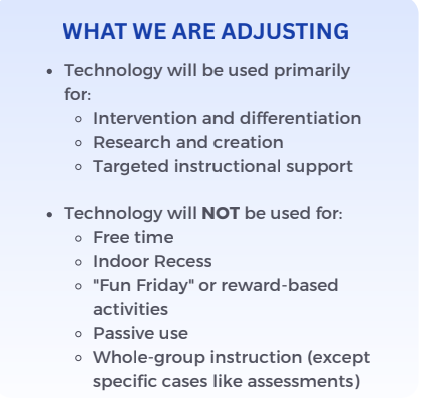 WHAT WE ARE ADJUSTING
• Technology will be used primarily
for:
◦ Intervention and differentiation
◦ Research and creation
◦ Targeted instructional support
• Technology will NOT be used for:
◦ Free time
◦ Indoor Recess
◦ "Fun Friday" or reward-based
activities
◦ Passive use
◦ Whole-group instruction (except
specific cases like assessments)